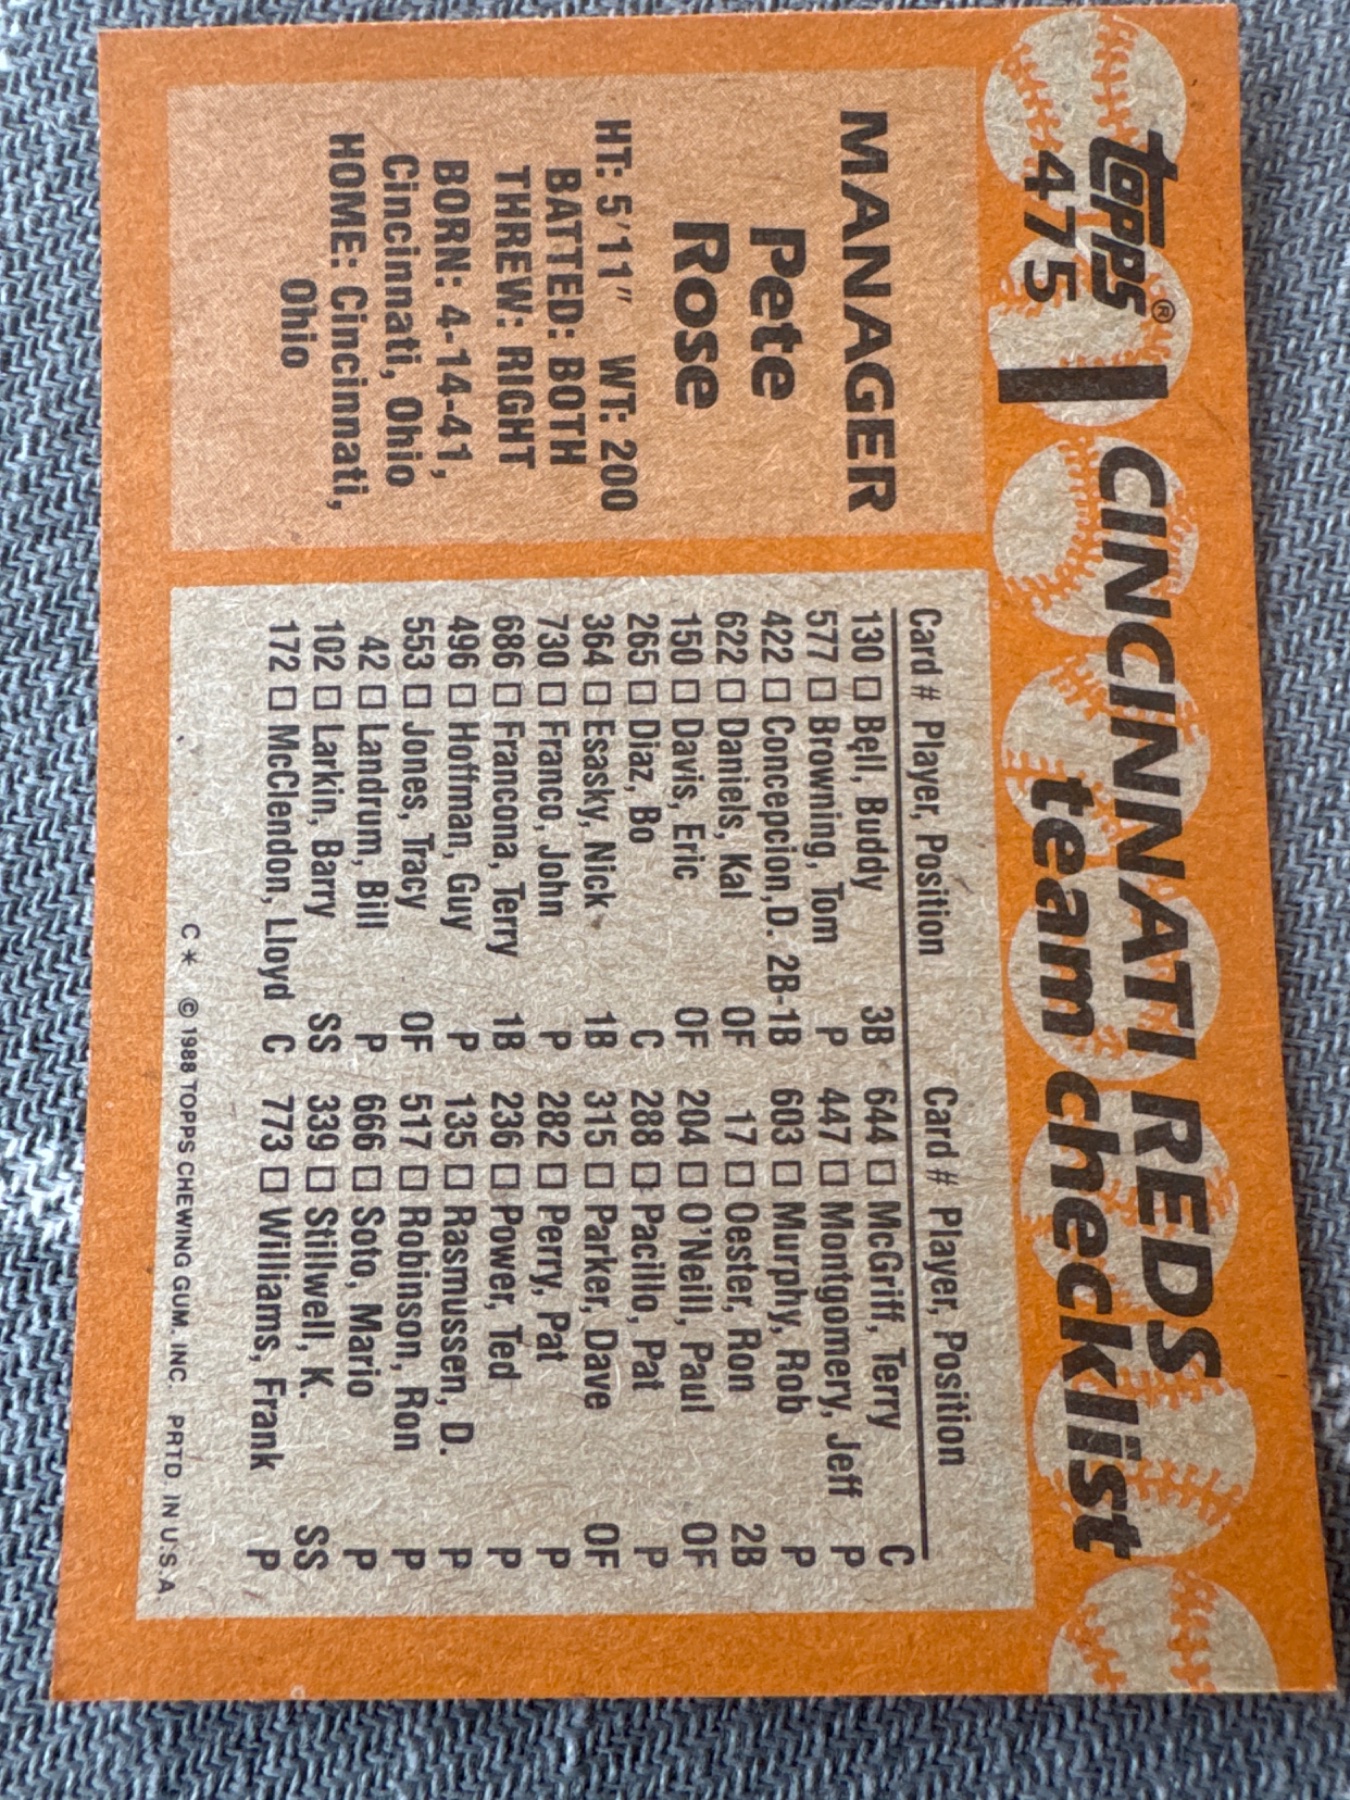 topps®
475
CINCINNATI REDS
team checklist
MANAGER
Pete
Rose
HT: 5'11" WT: 200
BATTED: BOTH
THREW: RIGHT
BORN: 4-14-41,
Cincinnati, Ohio
HOME: Cincinnati,
Ohio
Card # Player, Position
130 □ Bell, Buddy 3B
577 □ Browning, Tom P
422 □ Concepcion, D. 2B-1B
622 □ Daniels, Kal OF
150 □ Davis, Eric OF
265 □ Diaz, Bo C
364 □ Esasky, Nick 1B
730 □ Franco, John P
686 □ Francona, Terry 1B
496 □ Hoffman, Guy P
553 □ Jones, Tracy OF
42 □ Landrum, Bill P
102 □ Larkin, Barry SS
172 □ McClendon, Lloyd C
Card # Player, Position
644 □ McGriff, Terry C
447 □ Montgomery, Jeff P
603 □ Murphy, Rob P
17 □ Oester, Ron 2B
204 □ O'Neill, Paul OF
288 □ Pacillo, Pat P
315 □ Parker, Dave OF
282 □ Perry, Pat P
236 □ Power, Ted P
135 □ Rasmussen, D. P
517 □ Robinson, Ron P
666 □ Soto, Mario P
339 □ Stillwell, K. SS
773 □ Williams, Frank P
C* © 1988 TOPPS CHEWING GUM, INC. PRTD. IN U.S.A.